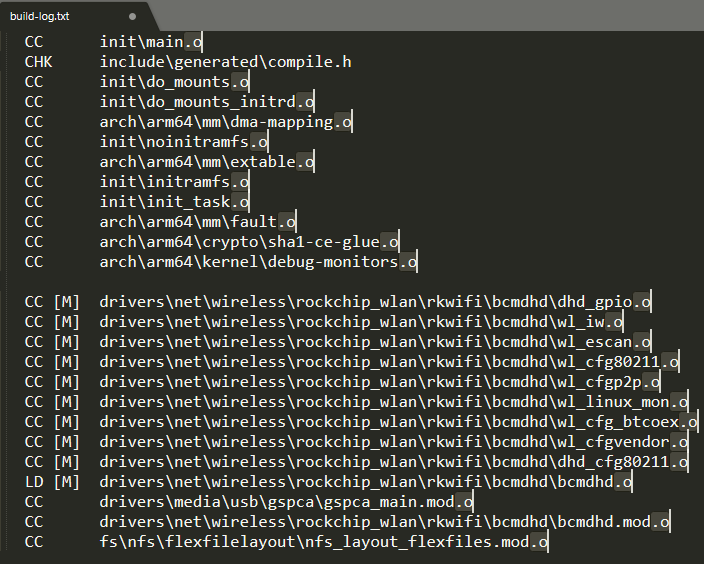 build-log.txt
CC init\main.o
CHK include\generated\compile.h
CC init\do_mounts.o
CC init\do_mounts_initrd.o
CC arch\arm64\mm\dma-mapping.o
CC init\noinitramfs.o
CC arch\arm64\mm\extable.o
CC init\initramfs.o
CC init\init_task.o
CC arch\arm64\mm\fault.o
CC arch\arm64\crypto\sha1-ce-glue.o
CC arch\arm64\kernel\debug-monitors.o
CC [M] drivers\net\wireless\rockchip_wlan\rkwifi\bcmdhd\dhd_gpio.o
CC [M] drivers\net\wireless\rockchip_wlan\rkwifi\bcmdhd\wl_iw.o
CC [M] drivers\net\wireless\rockchip_wlan\rkwifi\bcmdhd\wl_escan.o
CC [M] drivers\net\wireless\rockchip_wlan\rkwifi\bcmdhd\wl_cfg80211.o
CC [M] drivers\net\wireless\rockchip_wlan\rkwifi\bcmdhd\wl_cfgp2p.o
CC [M] drivers\net\wireless\rockchip_wlan\rkwifi\bcmdhd\wl_linux_mon.o
CC [M] drivers\net\wireless\rockchip_wlan\rkwifi\bcmdhd\wl_cfg_btcoex.o
CC [M] drivers\net\wireless\rockchip_wlan\rkwifi\bcmdhd\wl_cfgvendor.o
CC [M] drivers\net\wireless\rockchip_wlan\rkwifi\bcmdhd\dhd_cfg80211.o
LD [M] drivers\net\wireless\rockchip_wlan\rkwifi\bcmdhd\bcmdhd.o
CC drivers\media\usb\gspca\gspca_main.mod.o
CC drivers\net\wireless\rockchip_wlan\rkwifi\bcmdhd\bcmdhd.mod.o
CC fs\nfs\flexfilelayout\nfs_layout_flexfiles.mod.o